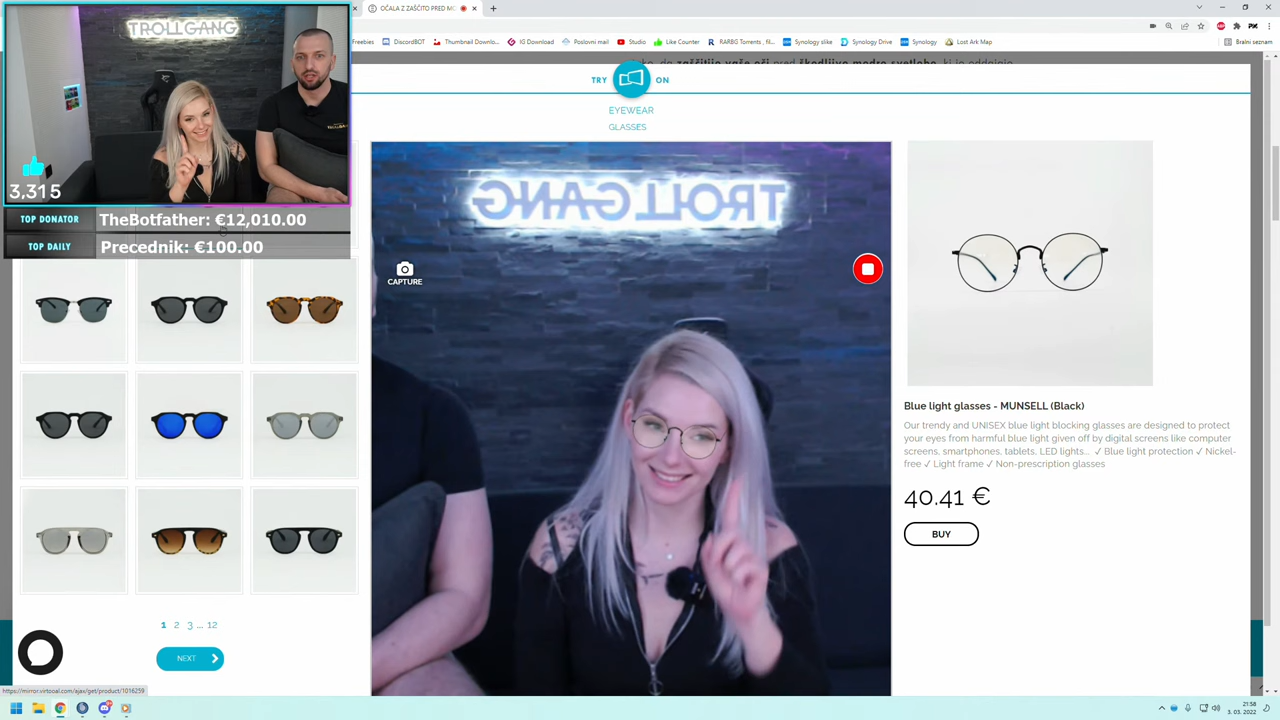 TROLLGANG
3,315
TOP DONATOR TheBotfather: €12,010.00
TOP DAILY Precednik: €100.00
OČALA Z ZAŠČITO PRED MO
Freebies DiscordBOT Thumbnail Downlo... IG Download Poslovni mail Studio Like Counter RARBG Torrents , fil... Synology slike Synology Drive Synology Lost Ark Map Bralni seznam
TRY ON
EYEWEAR
GLASSES
TROLLGANG
CAPTURE
Blue light glasses - MUNSELL (Black)
Our trendy and UNISEX blue light blocking glasses are designed to protect
your eyes from harmful blue light given off by digital screens like computer
screens, smartphones, tablets, LED lights... ✓ Blue light protection ✓ Nickel-
free ✓ Light frame ✓ Non-prescription glasses
40.41 €
BUY
1 2 3 ... 12
NEXT
https://mirror.virtooal.com/ajax/get/product/1016259
21:58
3. 03. 2022